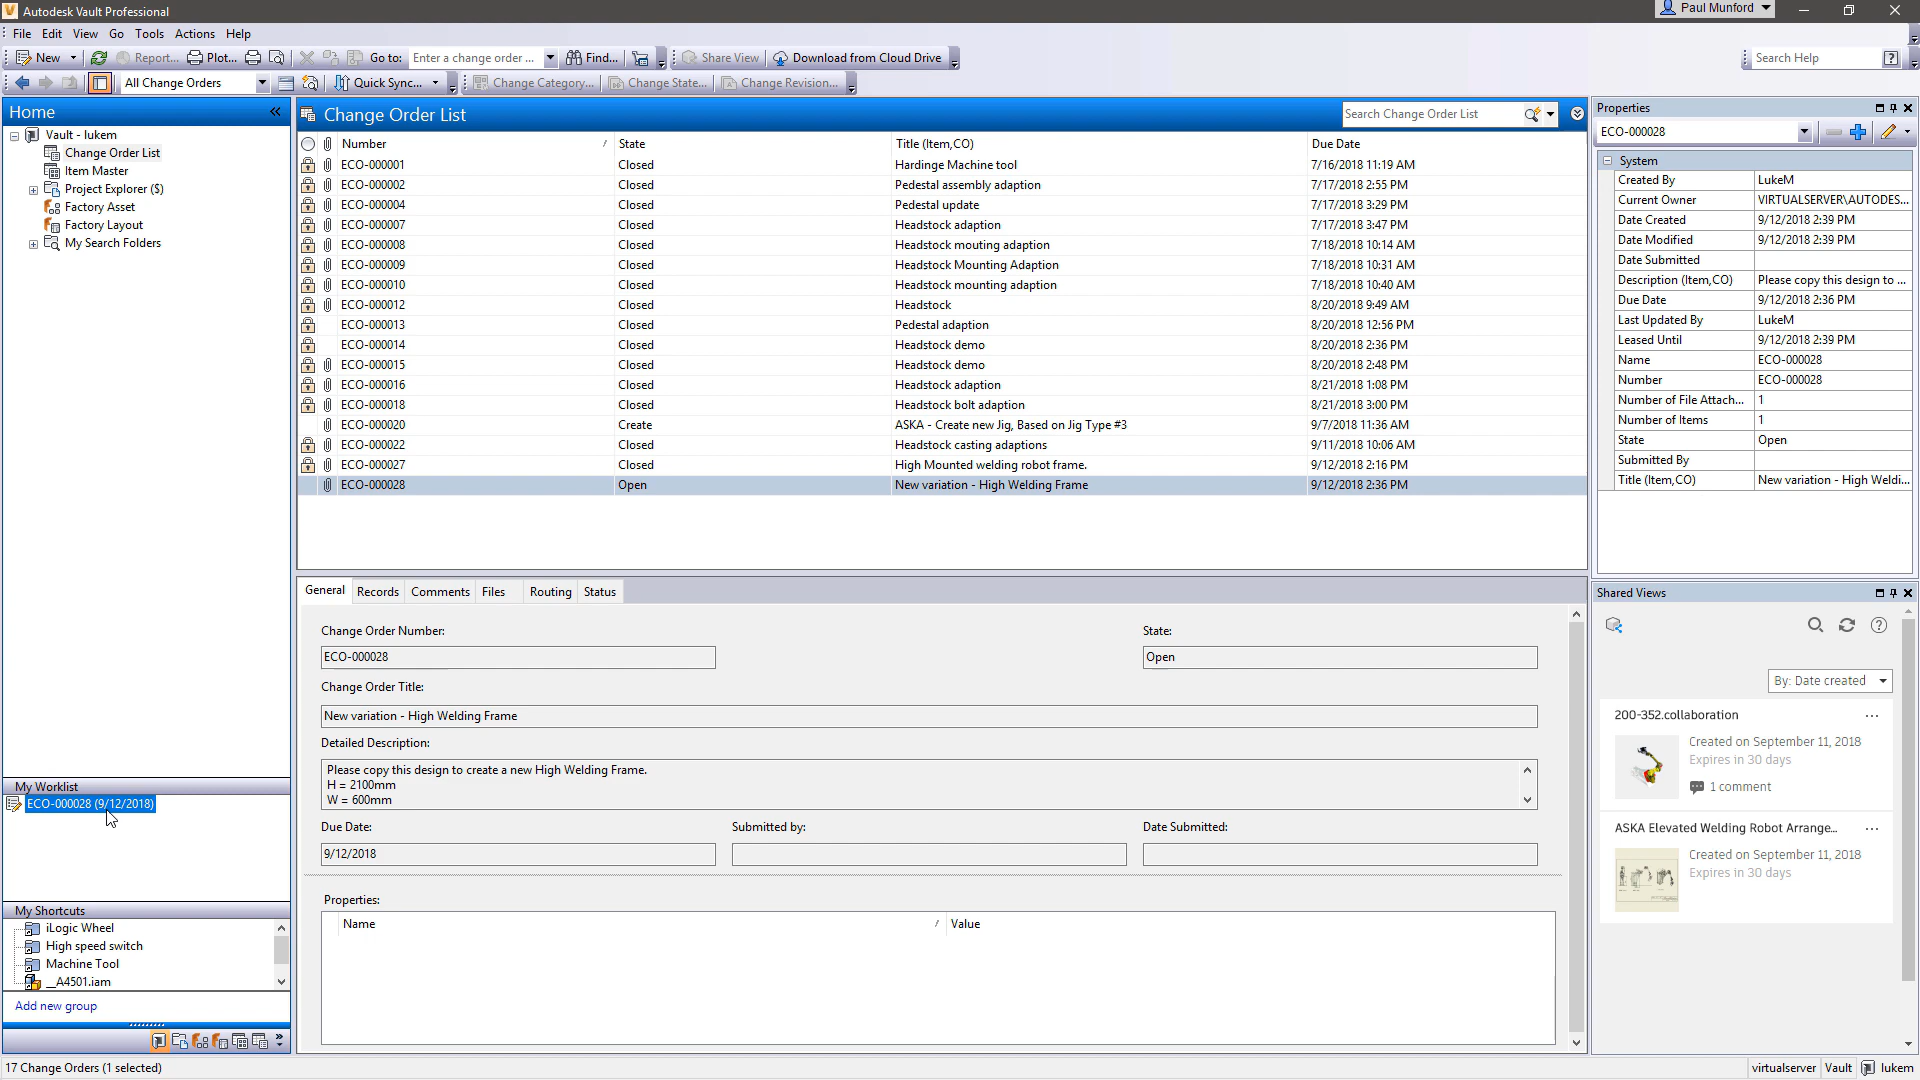 Autodesk Vault Professional
Paul Munford
File Edit View Go Tools Actions Help
New Report... Plot... Go to: Enter a change order ... Find... Share View Download from Cloud Drive Search Help
All Change Orders Quick Sync... Change Category... Change State... Change Revision...
Home
Vault - lukem
Change Order List
Item Master
Project Explorer ($)
Factory Asset
Factory Layout
My Search Folders
My Worklist
ECO-000028 (9/12/2018)
My Shortcuts
iLogic Wheel
High speed switch
Machine Tool
__A4501.iam
Add new group
Change Order List Search Change Order List
Number State Title (Item,CO) Due Date
ECO-000001 Closed Hardinge Machine tool 7/16/2018 11:19 AM
ECO-000002 Closed Pedestal assembly adaption 7/17/2018 2:55 PM
ECO-000004 Closed Pedestal update 7/17/2018 3:29 PM
ECO-000007 Closed Headstock adaption 7/17/2018 3:47 PM
ECO-000008 Closed Headstock mouting adaption 7/18/2018 10:14 AM
ECO-000009 Closed Headstock Mounting Adaption 7/18/2018 10:31 AM
ECO-000010 Closed Headstock mounting adaption 7/18/2018 10:40 AM
ECO-000012 Closed Headstock 8/20/2018 9:49 AM
ECO-000013 Closed Pedestal adaption 8/20/2018 12:56 PM
ECO-000014 Closed Headstock demo 8/20/2018 2:36 PM
ECO-000015 Closed Headstock demo 8/20/2018 2:48 PM
ECO-000016 Closed Headstock adaption 8/21/2018 1:08 PM
ECO-000018 Closed Headstock bolt adaption 8/21/2018 3:00 PM
ECO-000020 Create ASKA - Create new Jig, Based on Jig Type #3 9/7/2018 11:36 AM
ECO-000022 Closed Headstock casting adaptions 9/11/2018 10:06 AM
ECO-000027 Closed High Mounted welding robot frame. 9/12/2018 2:16 PM
ECO-000028 Open New variation - High Welding Frame 9/12/2018 2:36 PM
General Records Comments Files Routing Status
Change Order Number: State:
ECO-000028 Open
Change Order Title:
New variation - High Welding Frame
Detailed Description:
Please copy this design to create a new High Welding Frame.
H = 2100mm
W = 600mm
Due Date: Submitted by: Date Submitted:
9/12/2018
Properties:
Name Value
Properties
ECO-000028
System
Created By LukeM
Current Owner VIRTUALSERVER\AUTODES...
Date Created 9/12/2018 2:39 PM
Date Modified 9/12/2018 2:39 PM
Date Submitted
Description (Item,CO) Please copy this design to ...
Due Date 9/12/2018 2:36 PM
Last Updated By LukeM
Leased Until 9/12/2018 2:39 PM
Name ECO-000028
Number ECO-000028
Number of File Attach... 1
Number of Items 1
State Open
Submitted By
Title (Item,CO) New variation - High Weldi...
Shared Views
By: Date created
200-352.collaboration ...
Created on September 11, 2018
Expires in 30 days
1 comment
ASKA Elevated Welding Robot Arrange... ...
Created on September 11, 2018
Expires in 30 days
17 Change Orders (1 selected) virtualserver Vault lukem